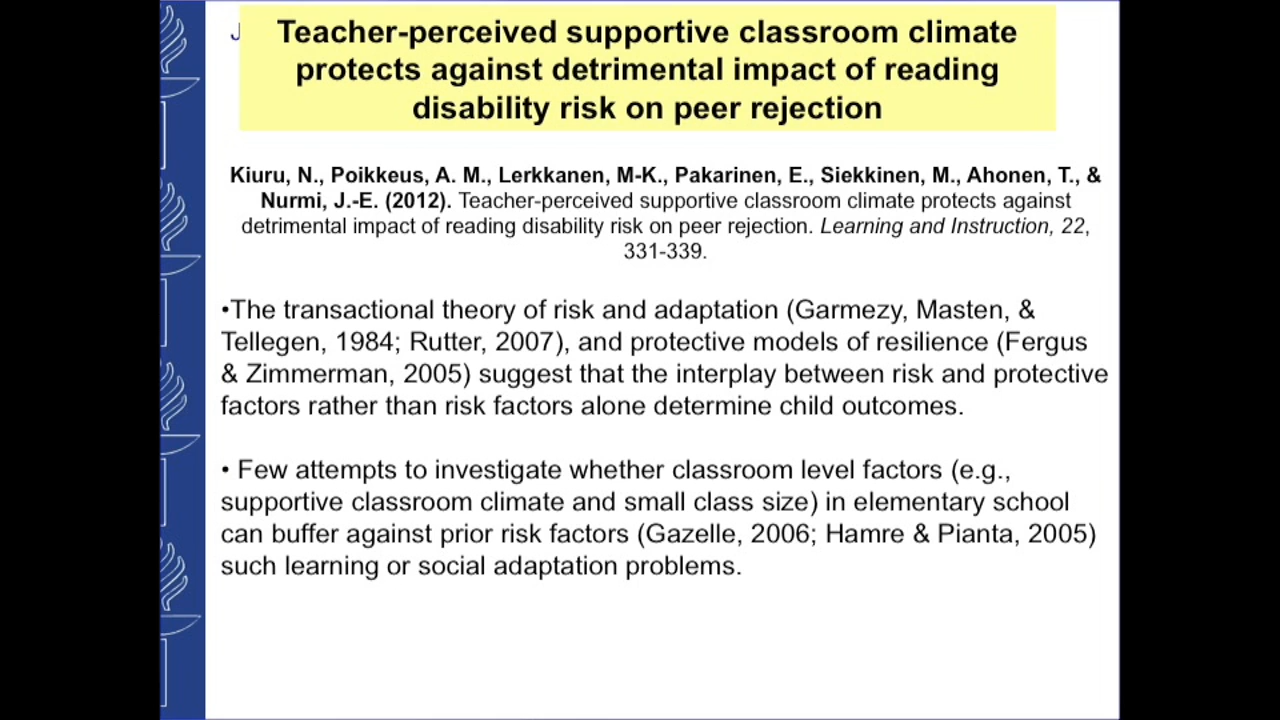 J
Teacher-perceived supportive classroom climate
protects against detrimental impact of reading
disability risk on peer rejection
Kiuru, N., Poikkeus, A. M., Lerkkanen, M-K., Pakarinen, E., Siekkinen, M., Ahonen, T., &
Nurmi, J.-E. (2012). Teacher-perceived supportive classroom climate protects against
detrimental impact of reading disability risk on peer rejection. Learning and Instruction, 22,
331-339.
•The transactional theory of risk and adaptation (Garmezy, Masten, &
Tellegen, 1984; Rutter, 2007), and protective models of resilience (Fergus
& Zimmerman, 2005) suggest that the interplay between risk and protective
factors rather than risk factors alone determine child outcomes.
• Few attempts to investigate whether classroom level factors (e.g.,
supportive classroom climate and small class size) in elementary school
can buffer against prior risk factors (Gazelle, 2006; Hamre & Pianta, 2005)
such learning or social adaptation problems.